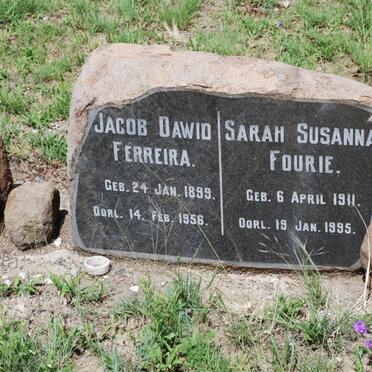 JACOB DAWID
FERREIRA.
GEB. 24 JAN. 1899.
OORL. 14 FEB. 1956.
SARAH SUSANNA
FOURIE.
GEB. 6 APRIL 1911.
OORL. 19 JAN. 1995.